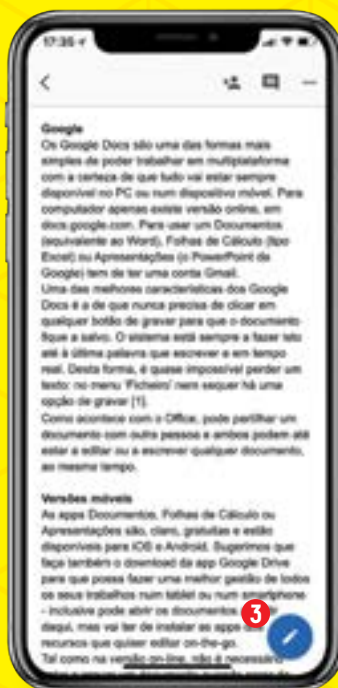 17:35
Google
Os Google Docs são uma das formas mais
simples de poder trabalhar em multiplataforma
com a certeza de que tudo vai estar sempre
disponível no PC ou num dispositivo móvel. Para
computador apenas existe versão online, em
docs.google.com. Para usar um Documentos
(equivalente ao Word), Folhas de Cálculo (tipo
Excel) ou Apresentações (o PowerPoint da
Google) tem de ter uma conta Gmail.
Uma das melhores características dos Google
Docs é a de que nunca precisa de clicar em
qualquer botão de gravar para que o documento
fique a salvo. O sistema está sempre a fazer isto
até à última palavra que escrever e em tempo
real. Desta forma, é quase impossível perder um
texto: no menu 'Ficheiro' nem sequer há uma
opção de gravar [1].
Como acontece com o Office, pode partilhar um
documento com outra pessoa e ambos podem até
estar a editar ou a escrever qualquer documento,
ao mesmo tempo.
Versões móveis
As apps Documentos, Folhas de Cálculo ou
Apresentações são, claro, gratuitas e estão
disponíveis para iOS e Android. Sugerimos que
faça também o download da app Google Drive
para que possa fazer uma melhor gestão de todos
os seus trabalhos num tablet ou num smartphone
- inclusive pode abrir os documentos
daqui, mas vai ter de instalar as apps dos
recursos que quiser editar on-the-go.
Tal como na versão on-line, não é necessário
3